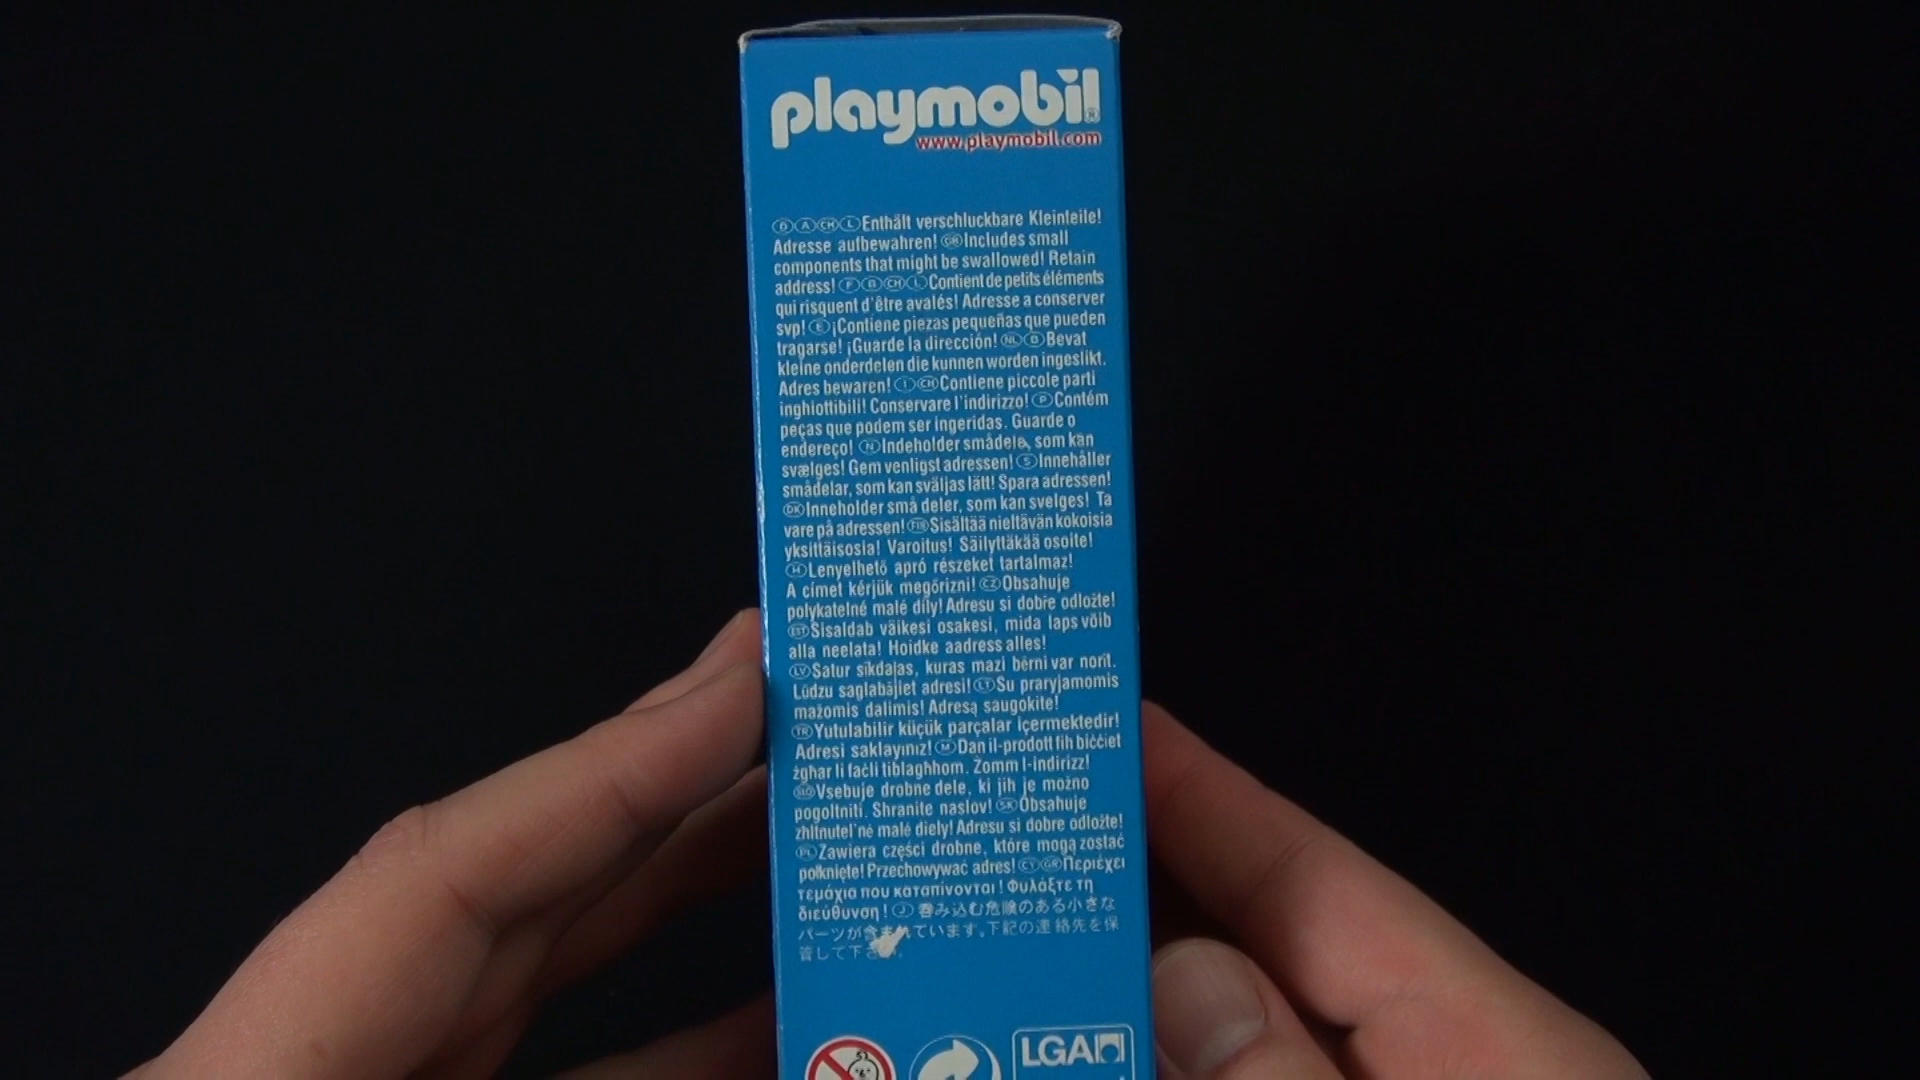 playmobil®
www.playmobil.com
D A CH L Enthält verschluckbare Kleinteile!
Adresse aufbewahren! GB Includes small
components that might be swallowed! Retain
address! F B CH L Contient de petits éléments
qui risquent d'être avalés! Adresse a conserver
svp! E ¡Contiene piezas pequeñas que pueden
tragarse! ¡Guarde la dirección! NL B Bevat
kleine onderdelen die kunnen worden ingeslikt.
Adres bewaren! I CH Contiene piccole parti
inghiottibili! Conservare l'indirizzo! P Contém
peças que podem ser ingeridas. Guarde o
endereço! N Indeholder smådele, som kan
svælges! Gem venligst adressen! S Innehåller
smådelar, som kan sväljas lätt! Spara adressen!
DK Inneholder små deler, som kan svelges! Ta
vare på adressen! FIN Sisältää nieltävän kokoisia
yksittäisosia! Varoitus! Säilyttäkää osoite!
H Lenyelhető apró részeket tartalmaz!
A címet kérjük megőrizni! CZ Obsahuje
polykatelné malé díly! Adresu si dobře odložte!
EST Sisaldab väikesi osakesi, mida laps võib
alla neelata! Hoidke aadress alles!
LV Satur sīkdaļas, kuras mazi bērni var norīt.
Lūdzu saglabājiet adresi! LT Su praryjamomis
mažomis dalimis! Adresą saugokite!
TR Yutulabilir küçük parçalar içermektedir!
Adresi saklayınız! M Dan il-prodott fih biċċiet
żgħar li faċli tiblagħhom. Zomm l-indirizz!
SLO Vsebuje drobne dele, ki jih je možno
pogoltniti. Shranite naslov! SK Obsahuje
zhltnuteľné malé diely! Adresu si dobre odložte!
PL Zawiera części drobne, które mogą zostać
połknięte! Przechowywać adres! CY GR Περιέχει
τεμάχια που καταπίνονται! Φυλάξτε τη
διεύθυνση! J 呑み込む危険のある小さな
パーツが含まれています。下記の連絡先を保
管して下さい。
LGA